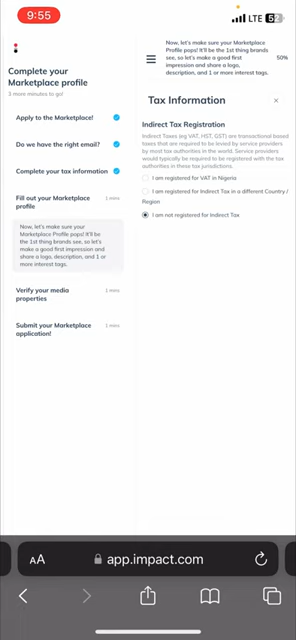 9:55
LTE 52
Complete your
Marketplace profile
3 more minutes to go!
Apply to the Marketplace!
Do we have the right email?
Complete your tax information
Fill out your Marketplace
profile
1 mins
Now, let's make sure your
Marketplace Profile pops! It'll be
the 1st thing brands see, so let's
make a good first impression
and share a logo,
description, and 1 or
more interest tags.
Verify your media
properties
1 mins
Submit your Marketplace
application!
1 mins
Now, let's make sure your Marketplace
Profile pops! It'll be the 1st thing brands
see, so let's make a good first
impression and share a logo,
description, and 1 or more interest tags.
50%
Tax Information
Indirect Tax Registration
Indirect Taxes (eg VAT, HST, GST) are transactional based
taxes that are required to be levied by service providers
by most tax authorities in the world. Service providers
would typically be required to be registered with the tax
authorities in these tax jurisdictions.
I am registered for VAT in Nigeria
I am registered for Indirect Tax in a different Country /
Region
I am not registered for Indirect Tax
AA
app.impact.com